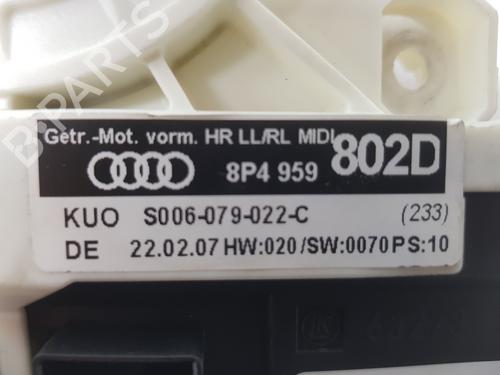 B-PARTS
Getr.-Mot. vorm. HR LL/RL MIDI
8P4 959 802D
KUO S006-079-022-C (233)
DE 22.02.07 HW:020/SW:0070 PS:10